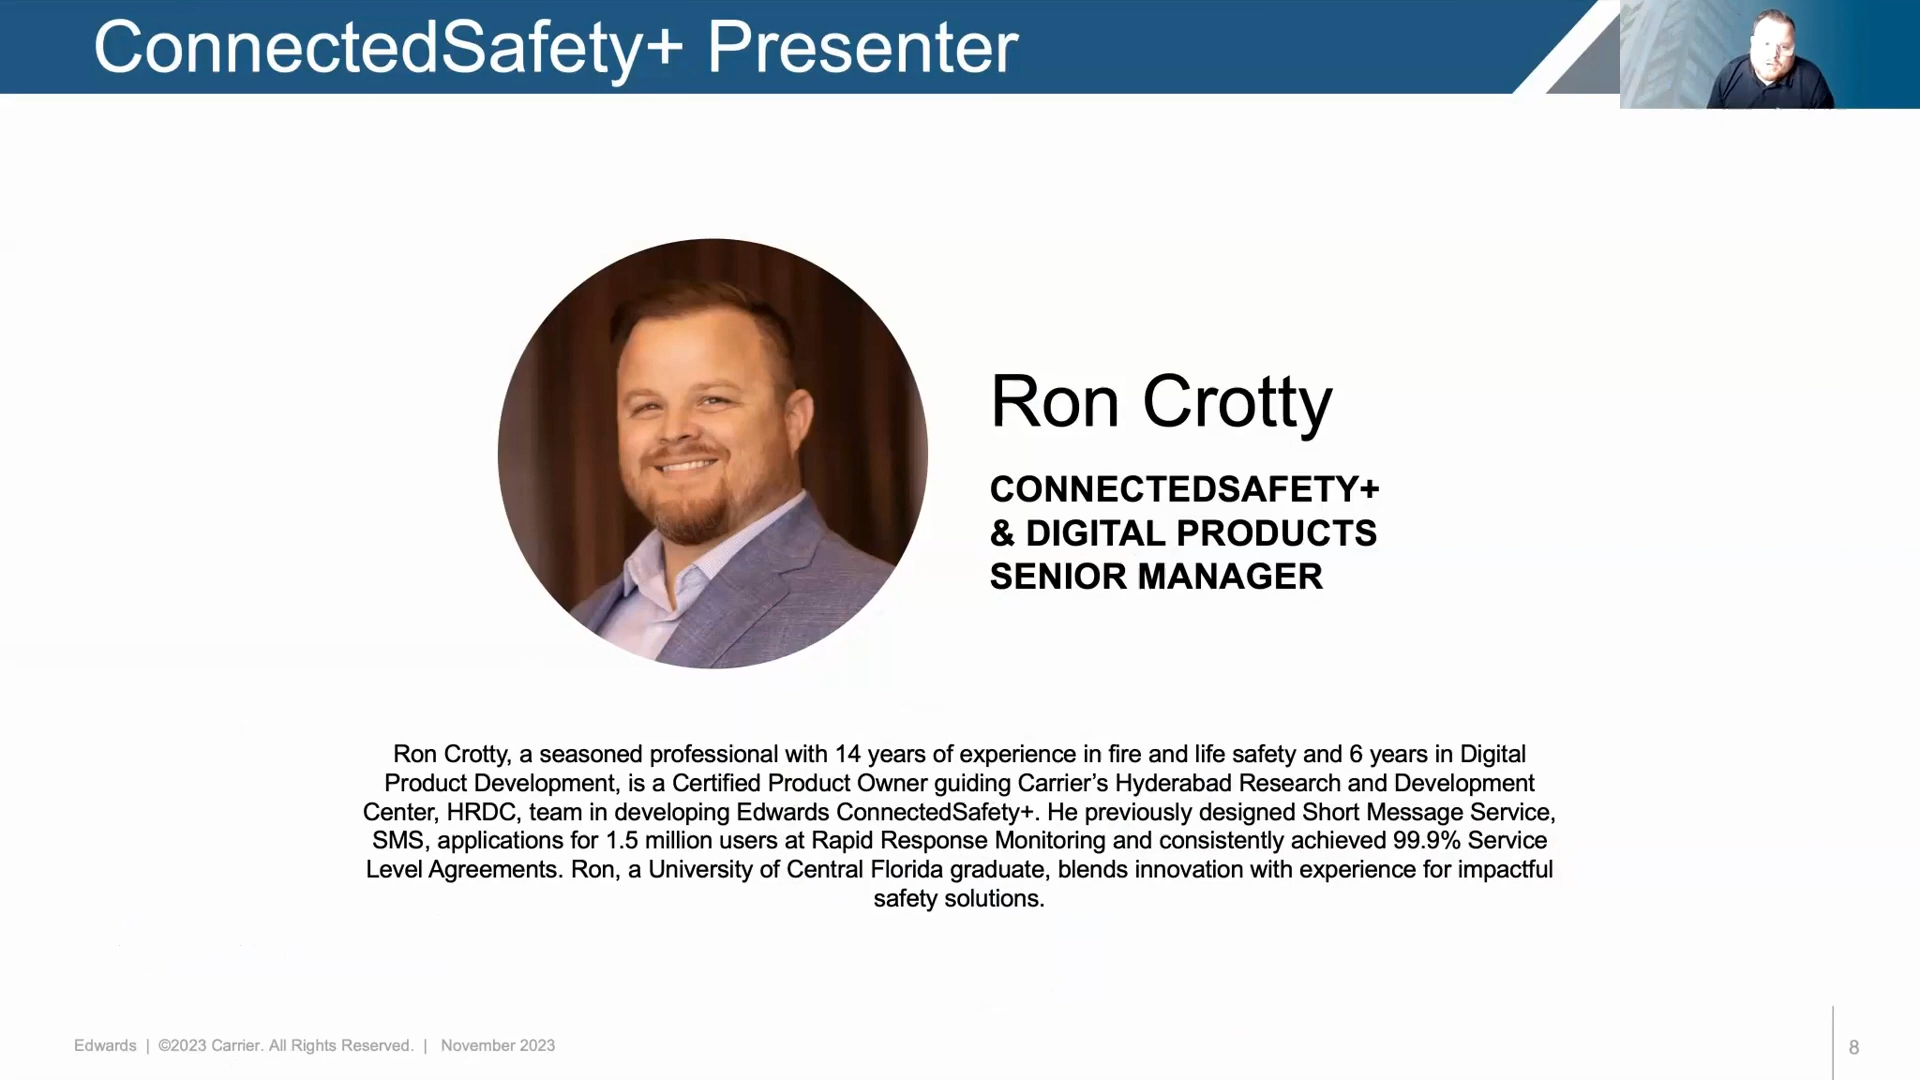 ConnectedSafety+ Presenter
Ron Crotty
CONNECTEDSAFETY+
& DIGITAL PRODUCTS
SENIOR MANAGER
Ron Crotty, a seasoned professional with 14 years of experience in fire and life safety and 6 years in Digital
Product Development, is a Certified Product Owner guiding Carrier’s Hyderabad Research and Development
Center, HRDC, team in developing Edwards ConnectedSafety+. He previously designed Short Message Service,
SMS, applications for 1.5 million users at Rapid Response Monitoring and consistently achieved 99.9% Service
Level Agreements. Ron, a University of Central Florida graduate, blends innovation with experience for impactful
safety solutions.
Edwards | ©2023 Carrier. All Rights Reserved. | November 2023
8